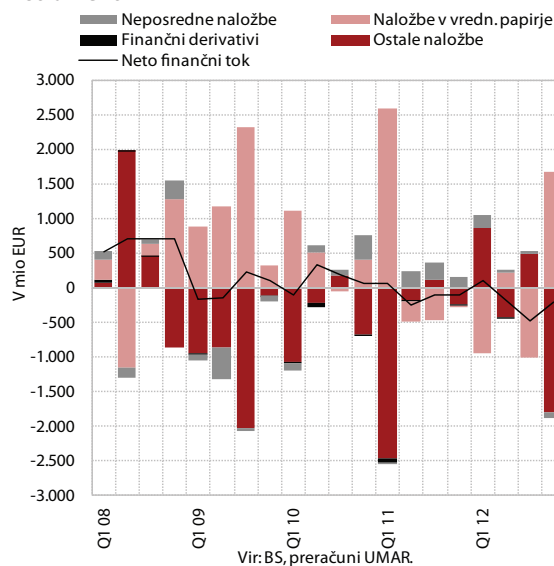 Neposredne naložbe
Naložbe v vredn. papirje
Finančni derivativi
Ostale naložbe
Neto finančni tok
V mio EUR
3.000
2.500
2.000
1.500
1.000
500
0
-500
-1.000
-1.500
-2.000
-2.500
-3.000
Q1 08
Q1 09
Q1 10
Q1 11
Q1 12
Vir: BS, preračuni UMAR.